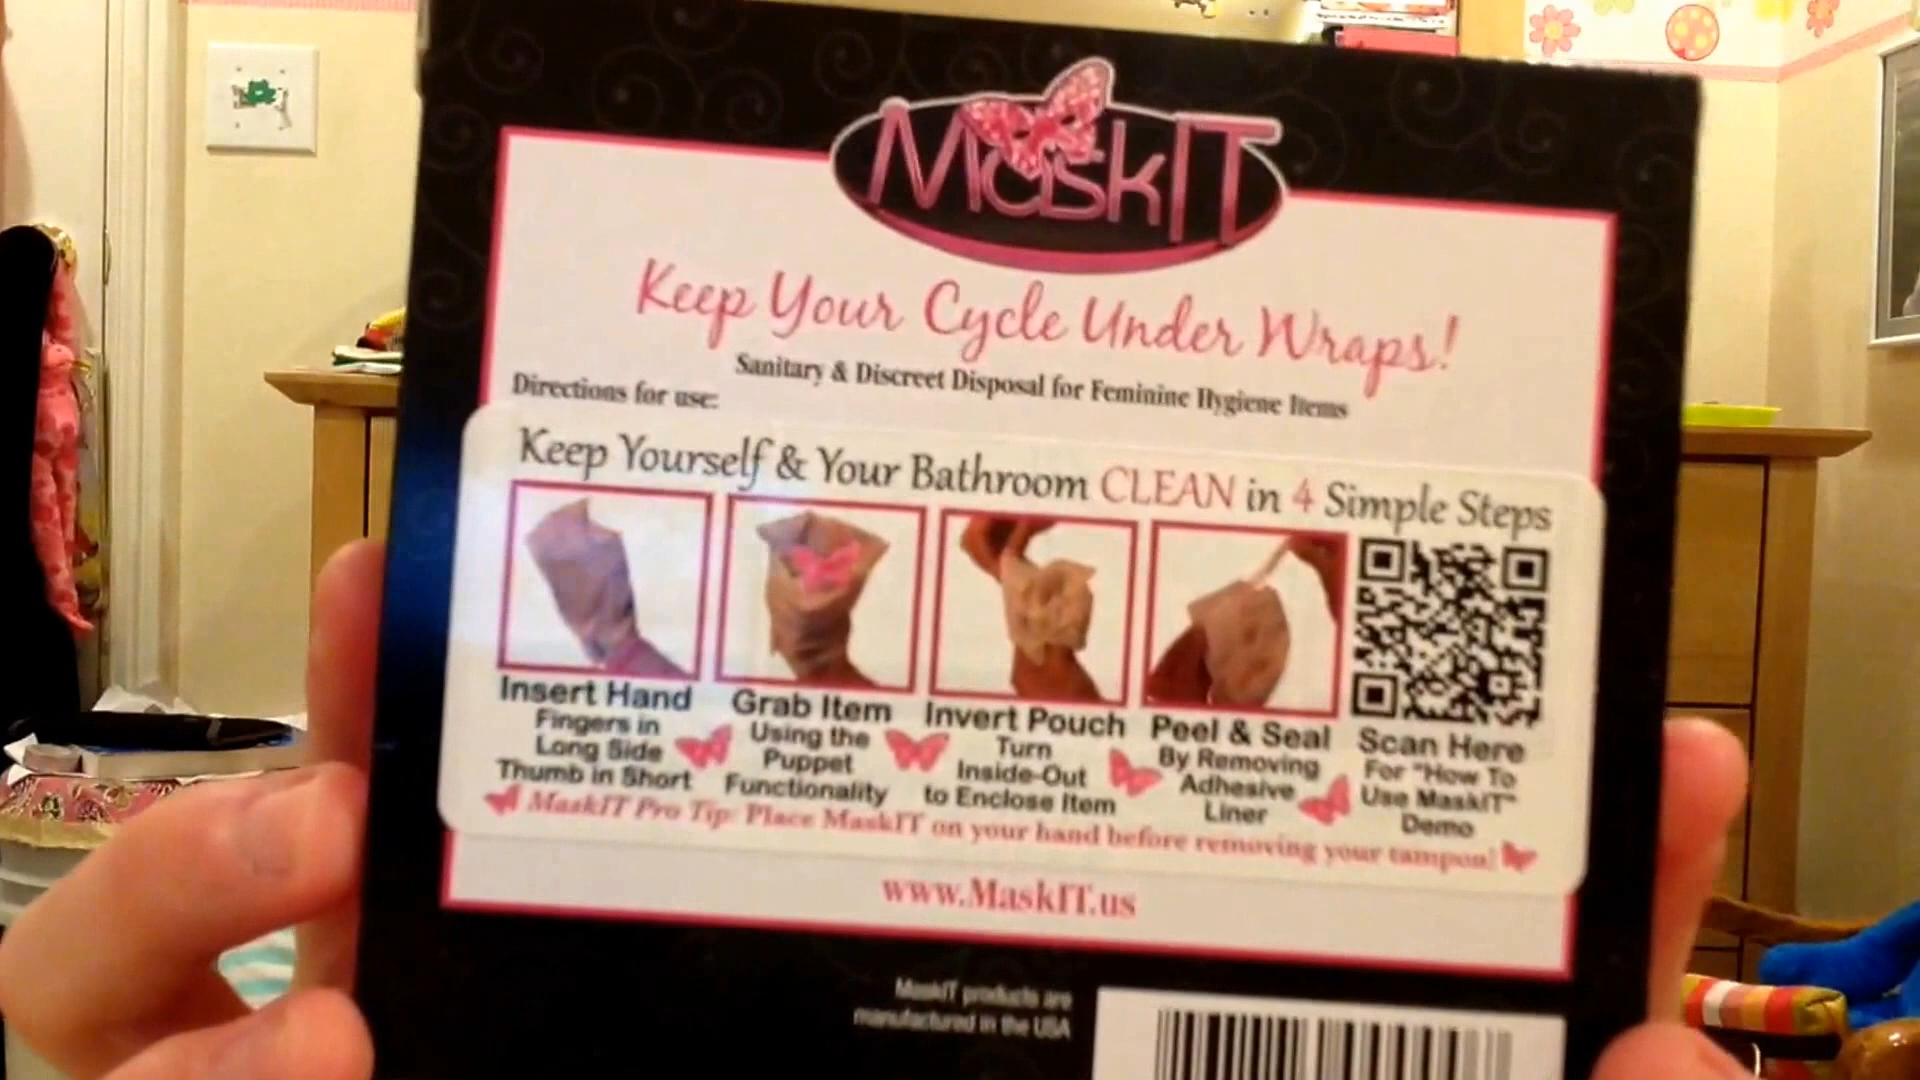 MaskIT
Keep Your Cycle Under Wraps!
Sanitary & Discreet Disposal for Feminine Hygiene Items
Directions for use:
Keep Yourself & Your Bathroom CLEAN in 4 Simple Steps
Insert Hand
Fingers in
Long Side
Thumb in Short
Grab Item
Using the
Puppet
Functionality
Invert Pouch
Turn
Inside-Out
to Enclose Item
Peel & Seal
By Removing
Adhesive
Liner
Scan Here
For "How To
Use MaskIT"
Demo
MaskIT Pro Tip: Place MaskIT on your hand before removing your tampon!
www.MaskIT.us
MaskIT products are
manufactured in the USA